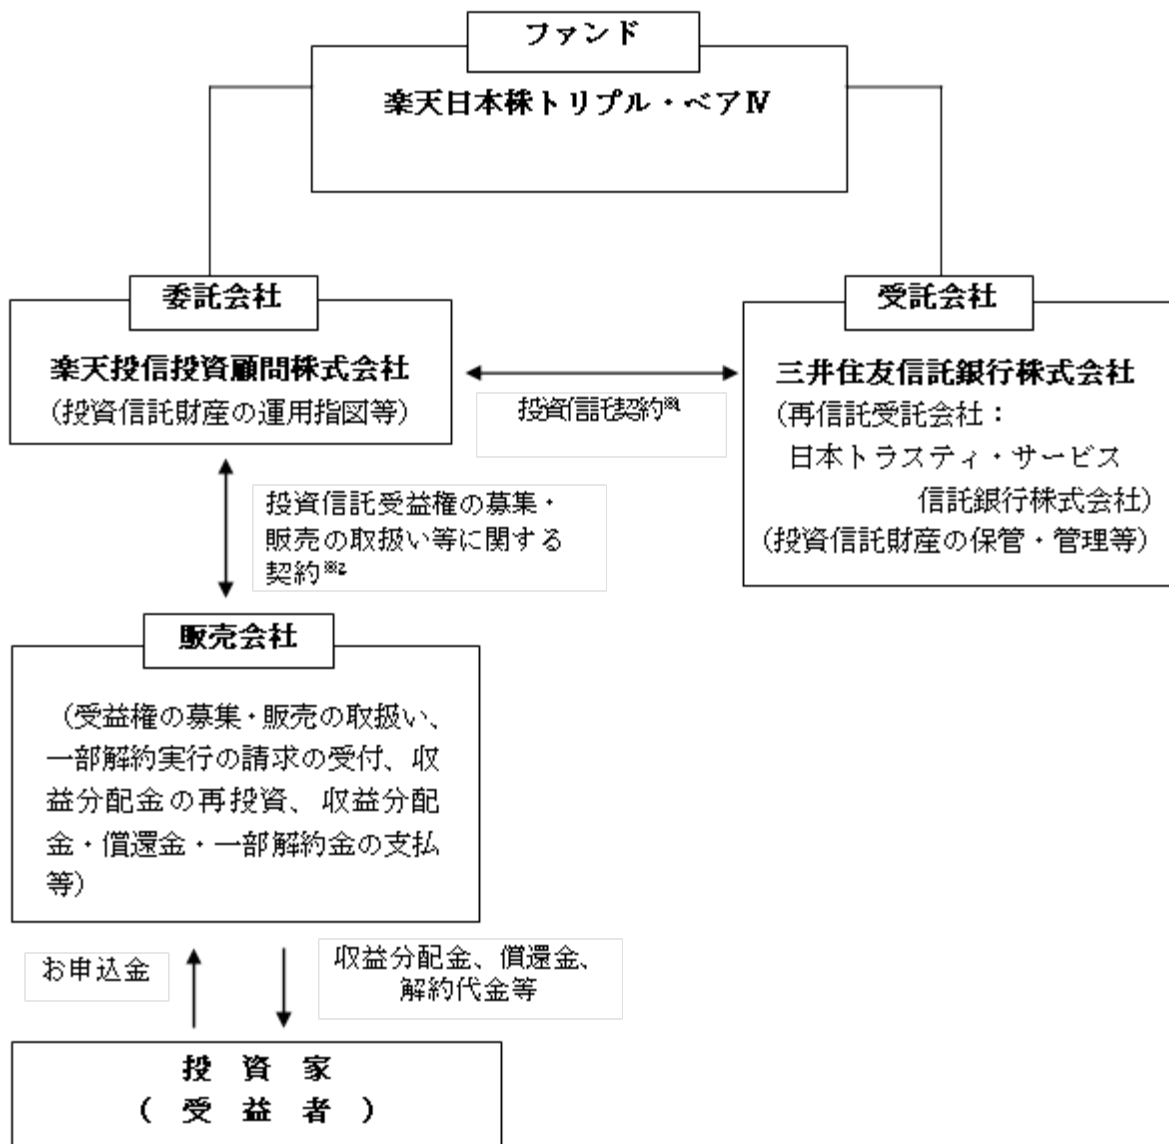 ファンド
楽天日本株トリプル・ベアⅣ
委託会社
楽天投信投資顧問株式会社
(投資信託財産の運用指図等)
投資信託契約※1
受託会社
三井住友信託銀行株式会社
(再信託受託会社:
日本トラスティ・サービス
信託銀行株式会社)
(投資信託財産の保管・管理等)
投資信託受益権の募集・
販売の取扱い等に関する
契約※2
販売会社
(受益権の募集・販売の取扱い、
一部解約実行の請求の受付、収
益分配金の再投資、収益分配
金・償還金・一部解約金の支払
等)
お申込金
収益分配金、償還金、
解約代金等
投 資 家
( 受 益 者 )